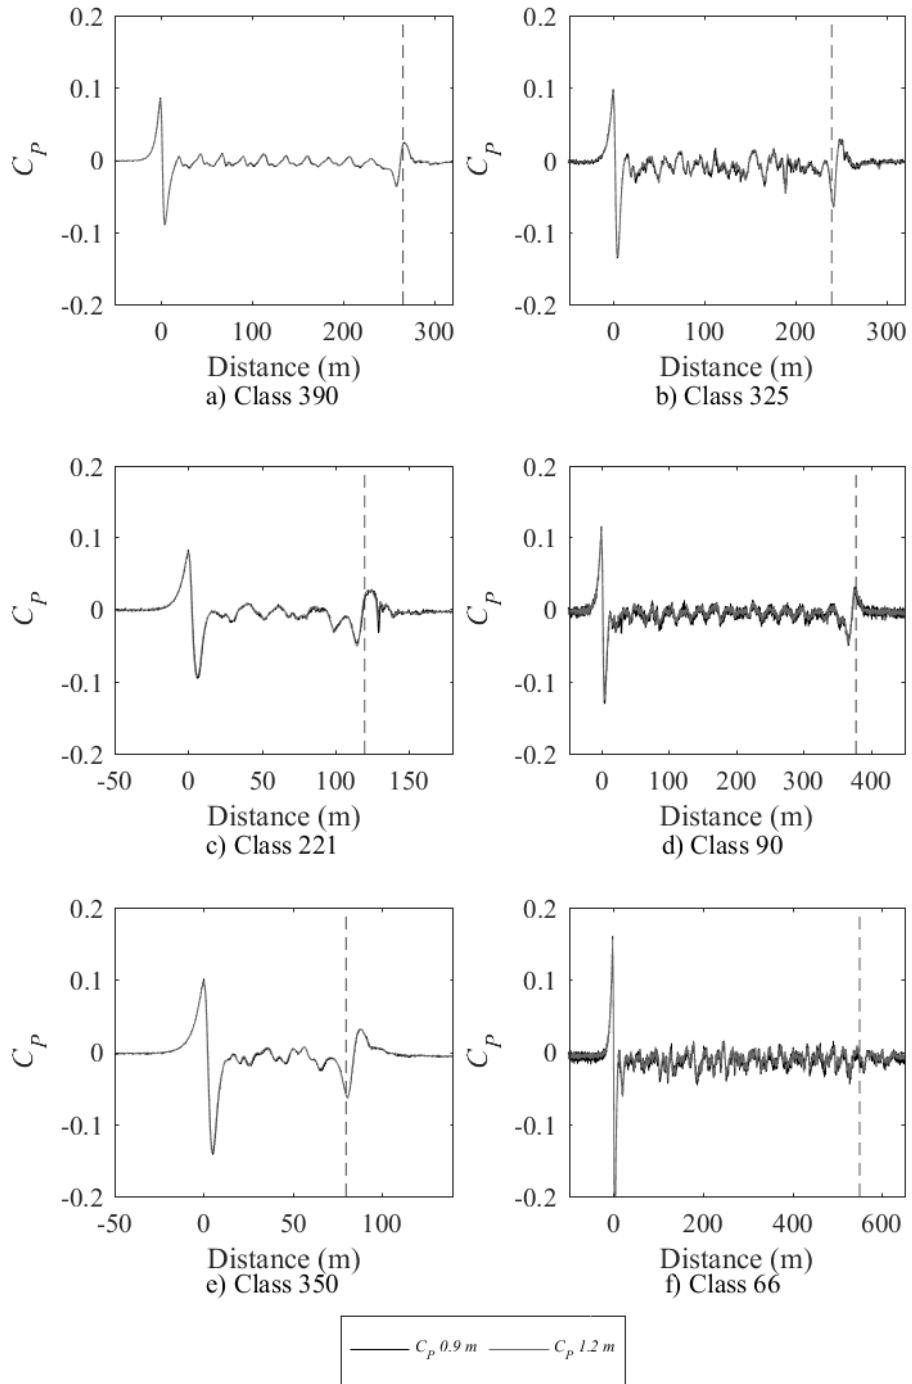 0.2
0.1
0
-0.1
-0.2
C_P
0 100 200 300
Distance (m)
a) Class 390
0.2
0.1
0
-0.1
-0.2
C_P
0 100 200 300
Distance (m)
b) Class 325
0.2
0.1
0
-0.1
-0.2
C_P
-50 0 50 100 150
Distance (m)
c) Class 221
0.2
0.1
0
-0.1
-0.2
C_P
0 100 200 300 400
Distance (m)
d) Class 90
0.2
0.1
0
-0.1
-0.2
C_P
-50 0 50 100
Distance (m)
e) Class 350
0.2
0.1
0
-0.1
-0.2
C_P
0 200 400 600
Distance (m)
f) Class 66
C_P 0.9 m C_P 1.2 m